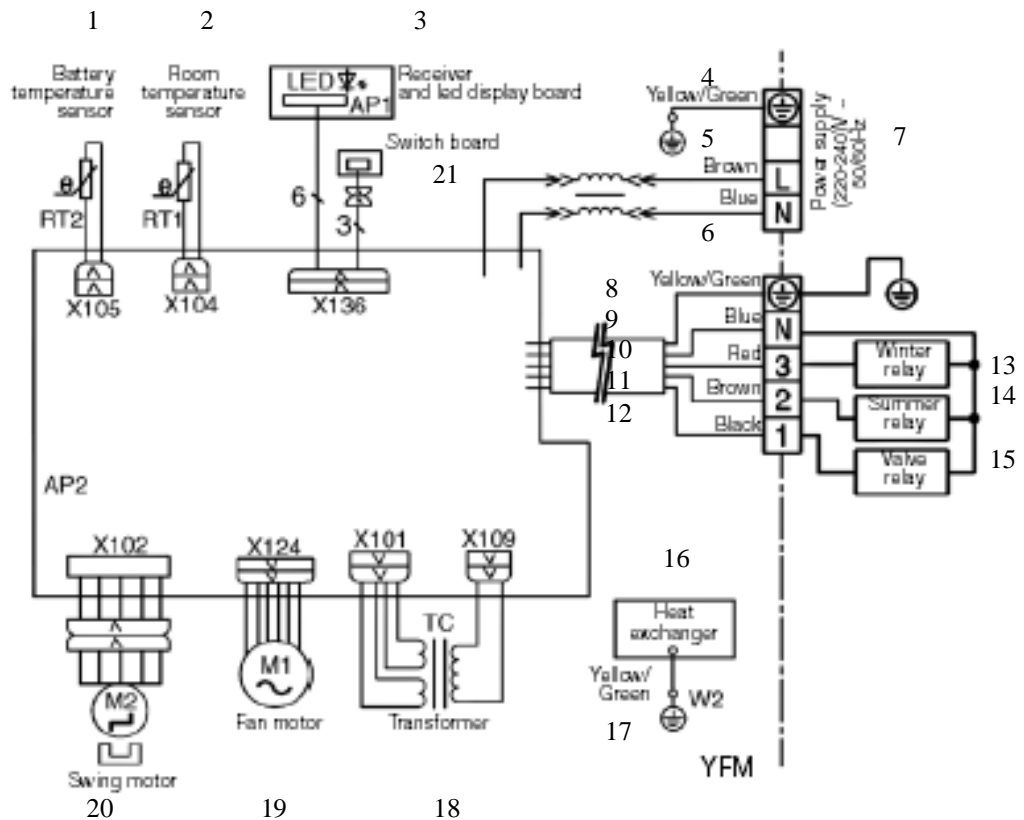 1
2
3
Battery
temperature
sensor
Room
temperature
sensor
LED
AP1
Receiver
and led display board
Switch board
21
4
Yellow/Green
5
Brown
L
Blue
N
6
Power supply
(220-240)V ~
50/60Hz
7
RT2
RT1
6
3
X105
X104
X136
8
Yellow/Green
9
Blue
N
10
Red
3
11
Brown
2
12
Black
1
Winter
relay
13
Summer
relay
14
Valve
relay
15
AP2
X102
X124
X101
X109
TC
M2
M1
Swing motor
20
Fan motor
19
Transformer
18
16
Heat
exchanger
Yellow/
Green
W2
17
YFM